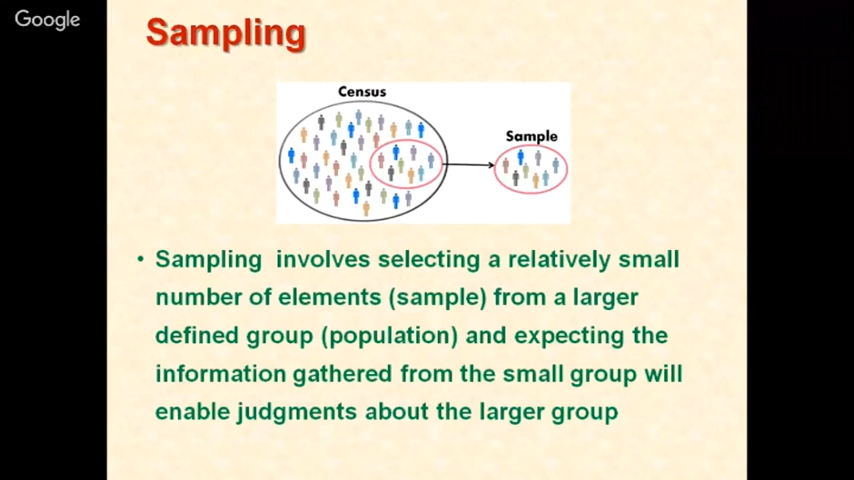 Google
Sampling
Census
Sample
• Sampling involves selecting a relatively small
number of elements (sample) from a larger
defined group (population) and expecting the
information gathered from the small group will
enable judgments about the larger group